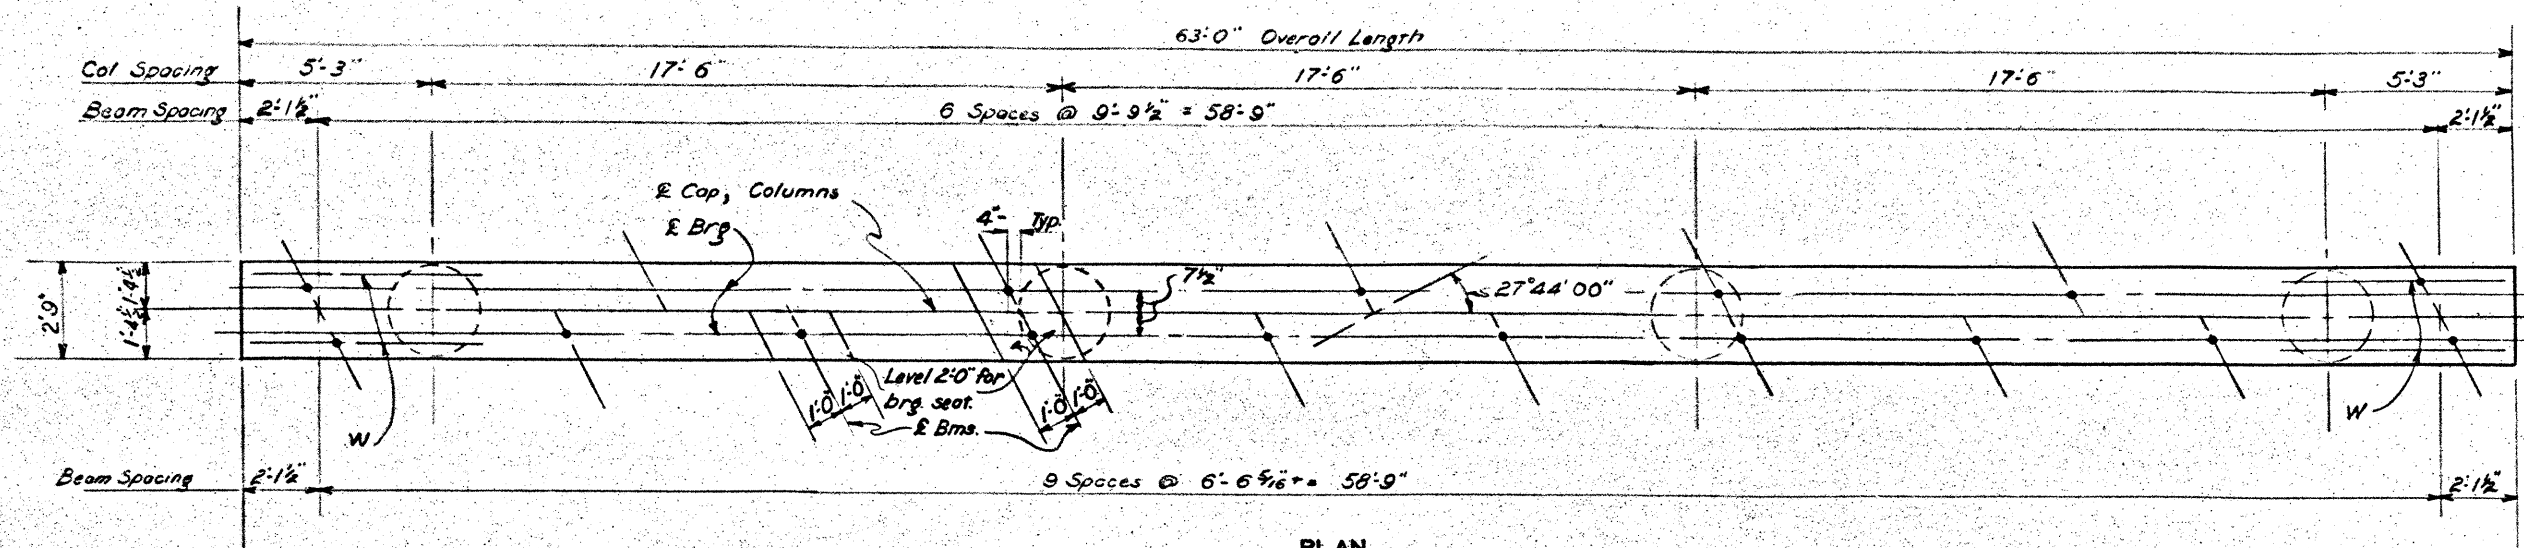 63'-0" Overall Length
Col Spacing 5'-3" 17'-6" 17'-6" 17'-6" 5'-3"
Beam Spacing 2'-1½" 6 Spaces @ 9'-9½" = 58'-9" 2'-1½"
℄ Cap, Columns
℄ Brg
4" Typ.
7½"
27°44'00"
2'-9"
1'-4½" 1'-4½"
Level 2'-0" for
brg. seat.
1'-0" 1'-0"
1'-0" 1'-0"
℄ Bms.
W
W
Beam Spacing 2'-1½" 9 Spaces @ 6'-6 5/16"+ = 58'-9" 2'-1½"
PLAN